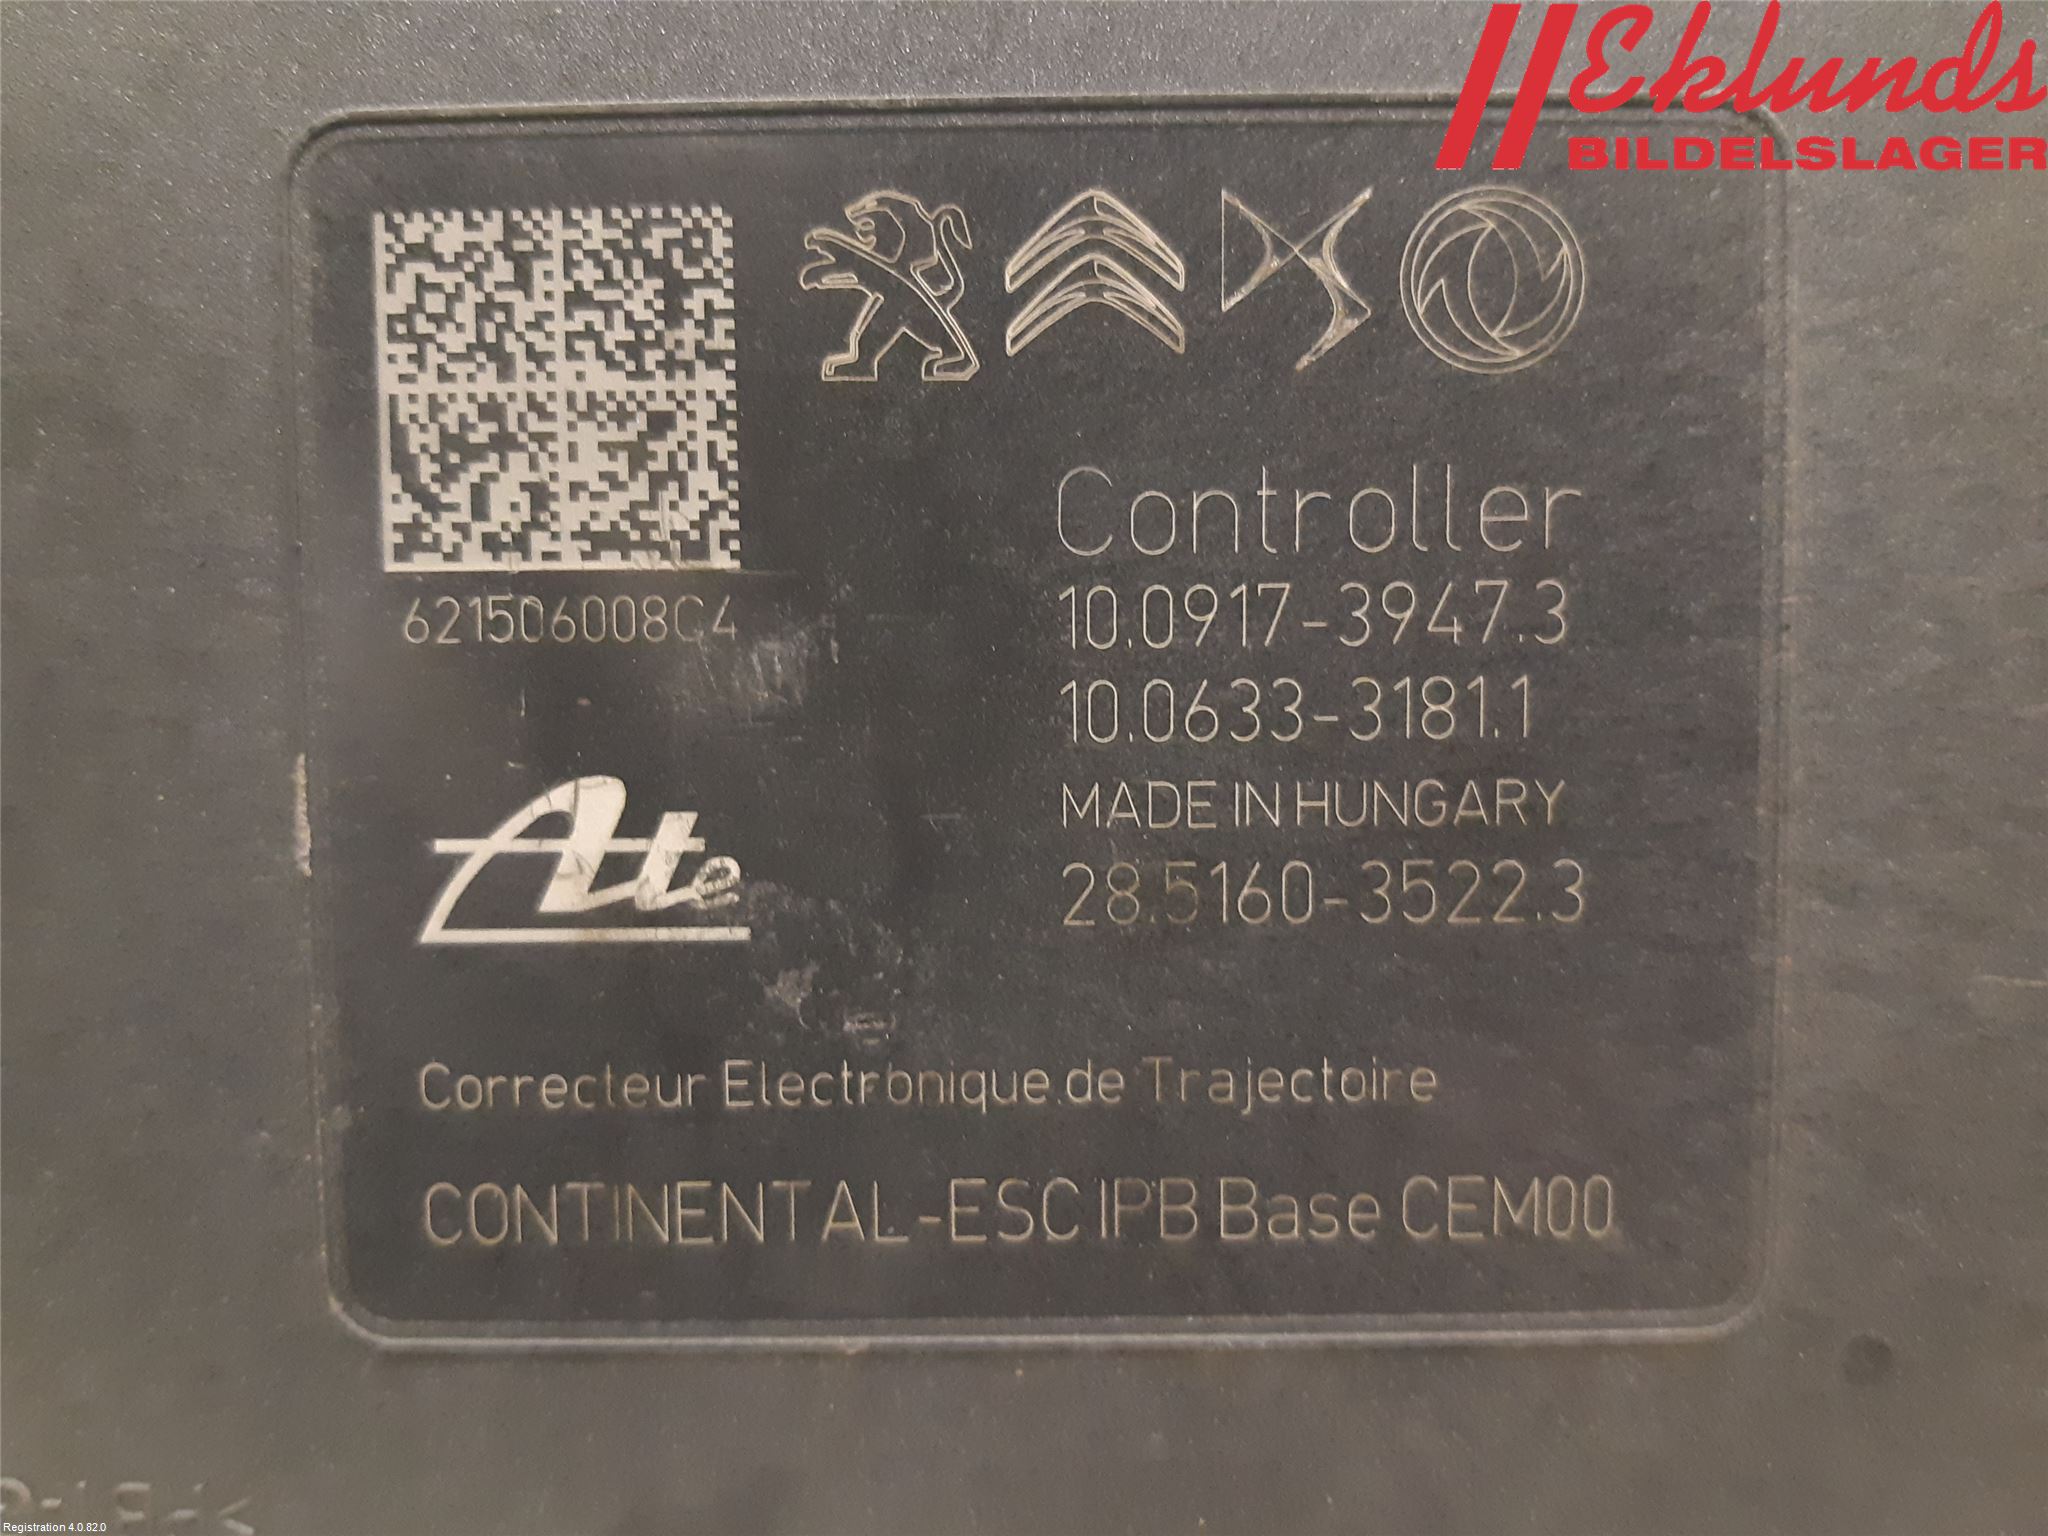 Eklunds
BILDELSLAGER
Controller
621506008C4
10.0917-3947.3
10.0633-3181.1
MADE IN HUNGARY
Ate
28.5160-3522.3
Correcteur Electronique de Trajectoire
CONTINENTAL-ESC IPB Base CEM00
Registration 4.0.82.0